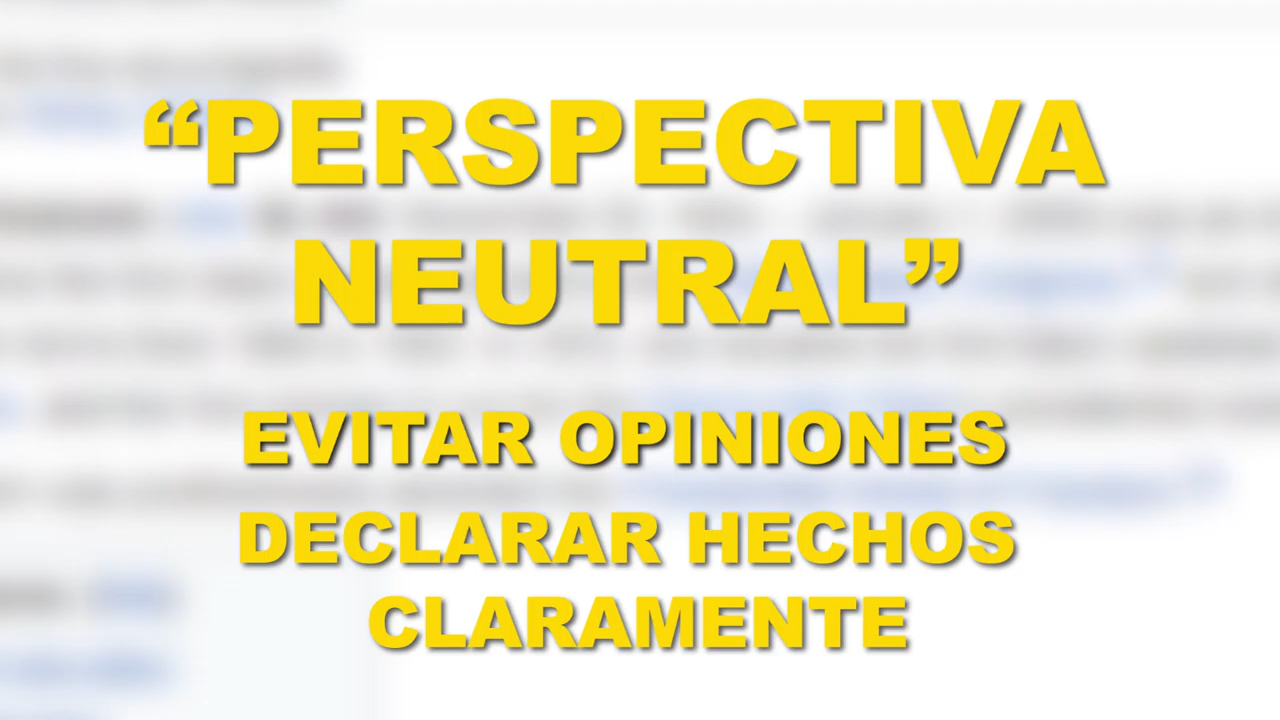 “PERSPECTIVA
NEUTRAL”
EVITAR OPINIONES
DECLARAR HECHOS
CLARAMENTE